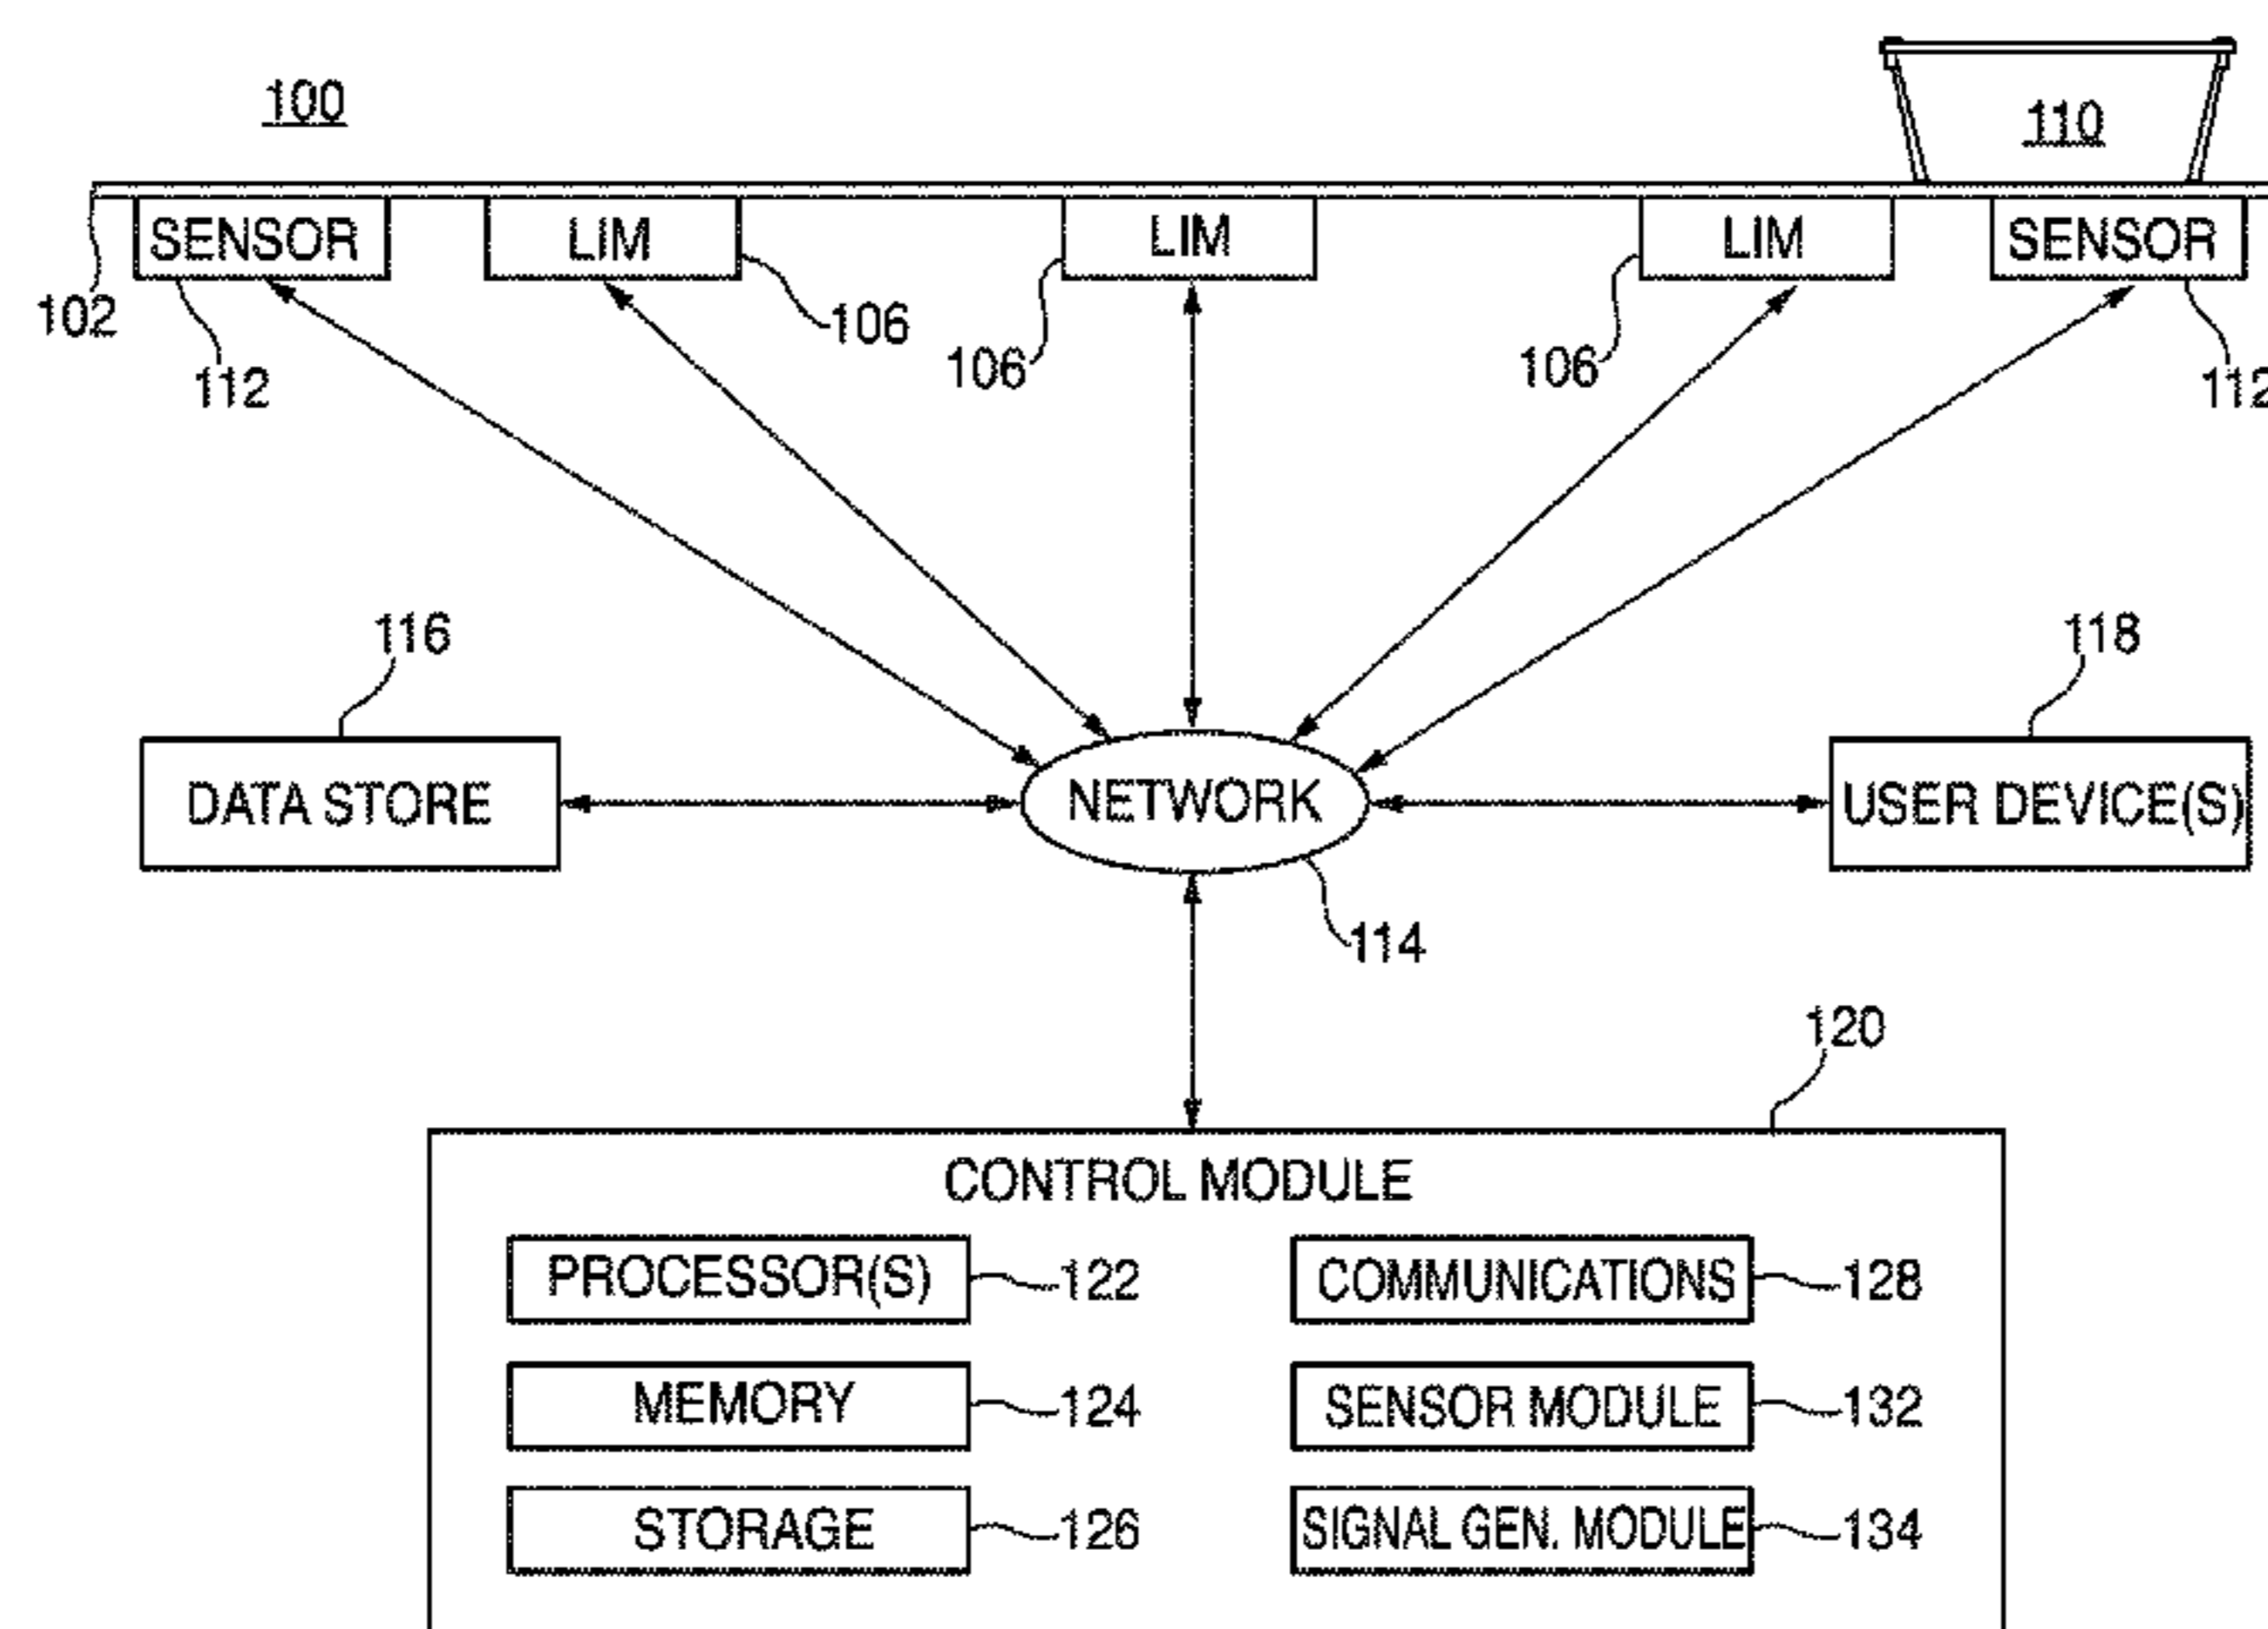 100
110
SENSOR
LIM
LIM
LIM
SENSOR
102
112
106
106
106
112
116
118
DATA STORE
NETWORK
USER DEVICE(S)
114
120
CONTROL MODULE
PROCESSOR(S) 122
COMMUNICATIONS 128
MEMORY 124
SENSOR MODULE 132
STORAGE 126
SIGNAL GEN. MODULE 134